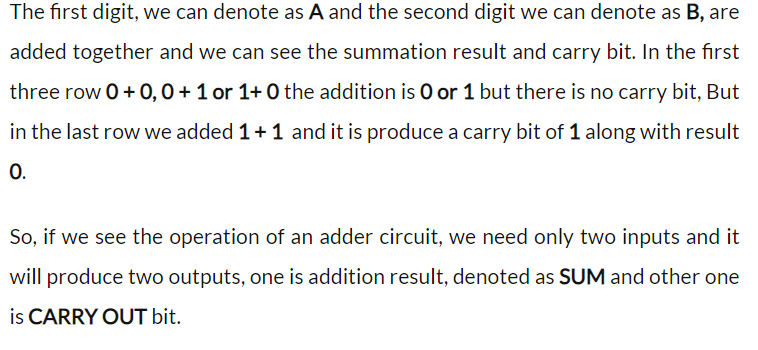 The first digit, we can denote as A and the second digit we can denote as B, are
added together and we can see the summation result and carry bit. In the first
three row 0 + 0, 0 + 1 or 1+ 0 the addition is 0 or 1 but there is no carry bit, But
in the last row we added 1 + 1 and it is produce a carry bit of 1 along with result
0.
So, if we see the operation of an adder circuit, we need only two inputs and it
will produce two outputs, one is addition result, denoted as SUM and other one
is CARRY OUT bit.